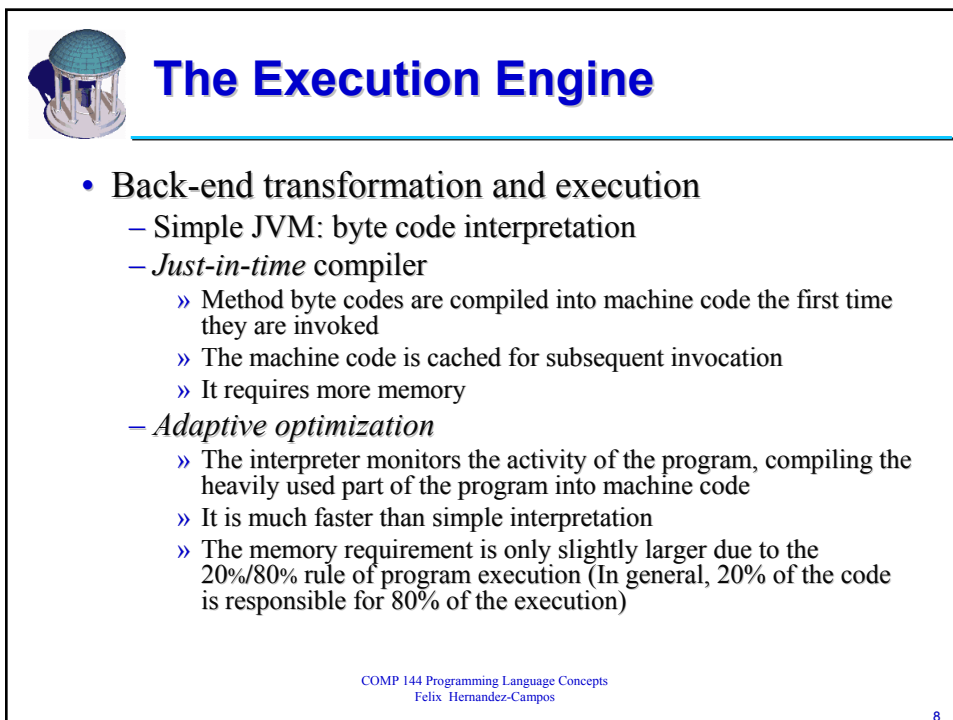 The Execution Engine
• Back-end transformation and execution
– Simple JVM: byte code interpretation
– Just-in-time compiler
» Method byte codes are compiled into machine code the first time
they are invoked
» The machine code is cached for subsequent invocation
» It requires more memory
– Adaptive optimization
» The interpreter monitors the activity of the program, compiling the
heavily used part of the program into machine code
» It is much faster than simple interpretation
» The memory requirement is only slightly larger due to the
20%/80% rule of program execution (In general, 20% of the code
is responsible for 80% of the execution)
COMP 144 Programming Language Concepts
Felix Hernandez-Campos
8